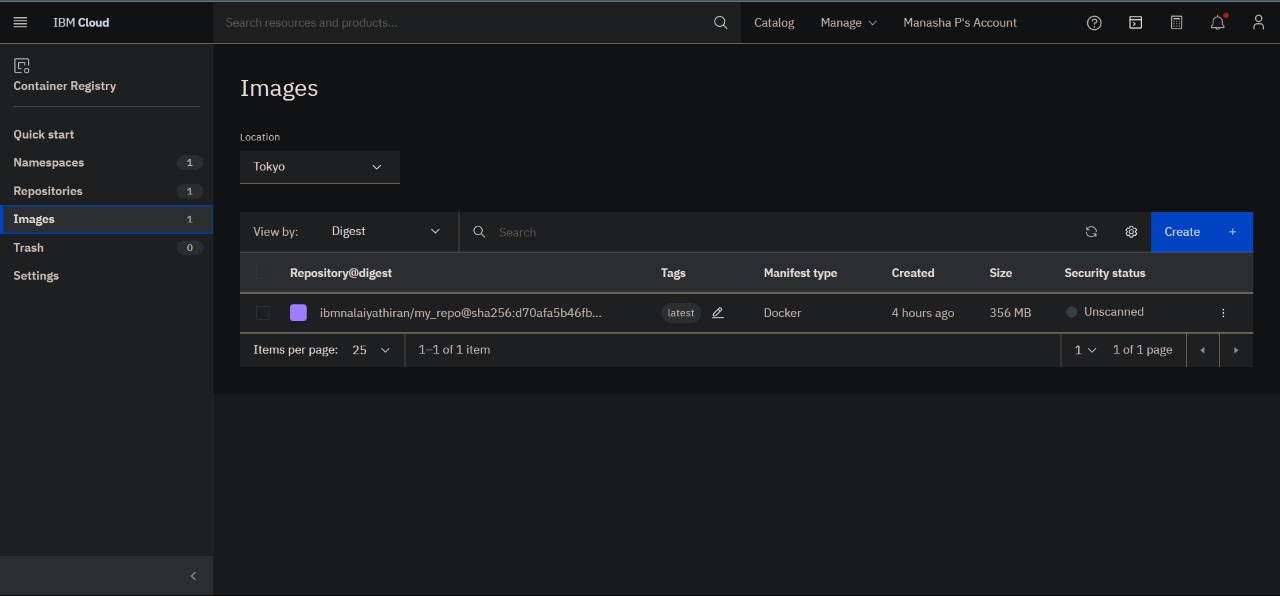 IBM Cloud
Search resources and products...
Catalog
Manage
Manasha P's Account
Container Registry
Quick start
Namespaces 1
Repositories 1
Images 1
Trash 0
Settings
Images
Location
Tokyo
View by: Digest
Search
Create +
Repository@digest Tags Manifest type Created Size Security status
ibmnalaiyathiran/my_repo@sha256:d70afa5b46fb... latest Docker 4 hours ago 356 MB Unscanned
Items per page: 25 1–1 of 1 item 1 1 of 1 page